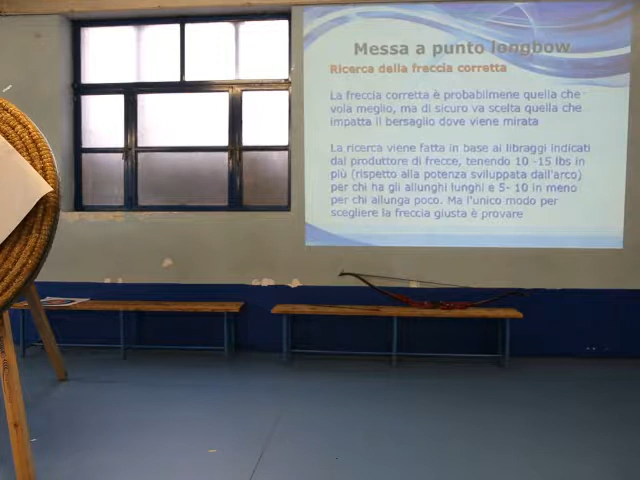 Messa a punto longbow
Ricerca della freccia corretta
La freccia corretta è probabilmene quella che
vola meglio, ma di sicuro va scelta quella che
impatta il bersaglio dove viene mirata
La ricerca viene fatta in base ai libraggi indicati
dal produttore di frecce, tenendo 10 -15 lbs in
più (rispetto alla potenza sviluppata dall'arco)
per chi ha gli allunghi lunghi e 5- 10 in meno
per chi allunga poco. Ma l'unico modo per
scegliere la freccia giusta è provare